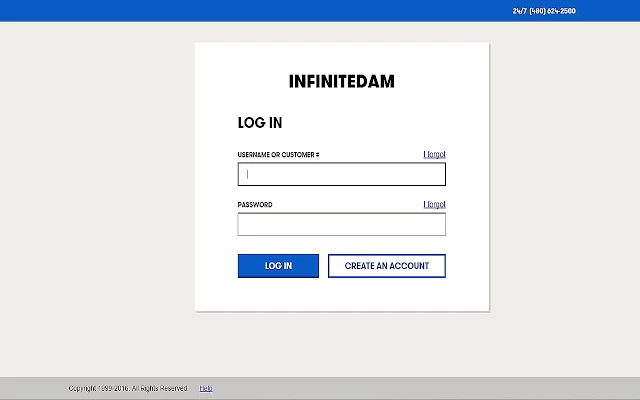 24/7 (480) 624-2500
INFINITEDAM
LOG IN
USERNAME OR CUSTOMER # I forgot
PASSWORD I forgot
LOG IN CREATE AN ACCOUNT
Copyright 1999-2016. All Rights Reserved. Help